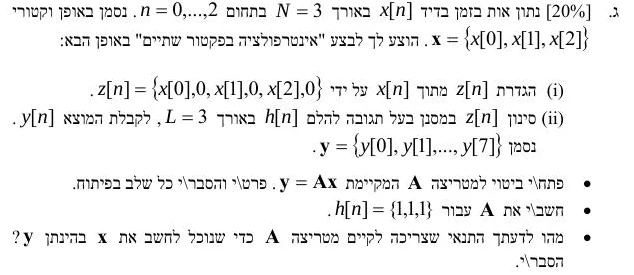 ג. [20%] נתון אות בזמן בדיד x[n] באורך N = 3 בתחום n = 0,...,2 . נסמן באופן וקטורי
x = {x[0], x[1], x[2]} . הוצע לך לבצע "אינטרפולציה בפקטור שתיים" באופן הבא:
(i) הגדרת z[n] מתוך x[n] על ידי z[n] = {x[0],0, x[1],0, x[2],0} .
(ii) סינון z[n] במסנן בעל תגובה להלם h[n] באורך L = 3 , לקבלת המוצא y[n] .
נסמן y = {y[0], y[1],..., y[7]} .
• פתח\י ביטוי למטריצה A המקיימת y = Ax . פרט\י והסבר\י כל שלב בפיתוח.
• חשב\י את A עבור h[n] = {1,1,1} .
• מהו לדעתך התנאי שצריכה לקיים מטריצה A כדי שנוכל לחשב את x בהינתן y ?
הסבר\י.